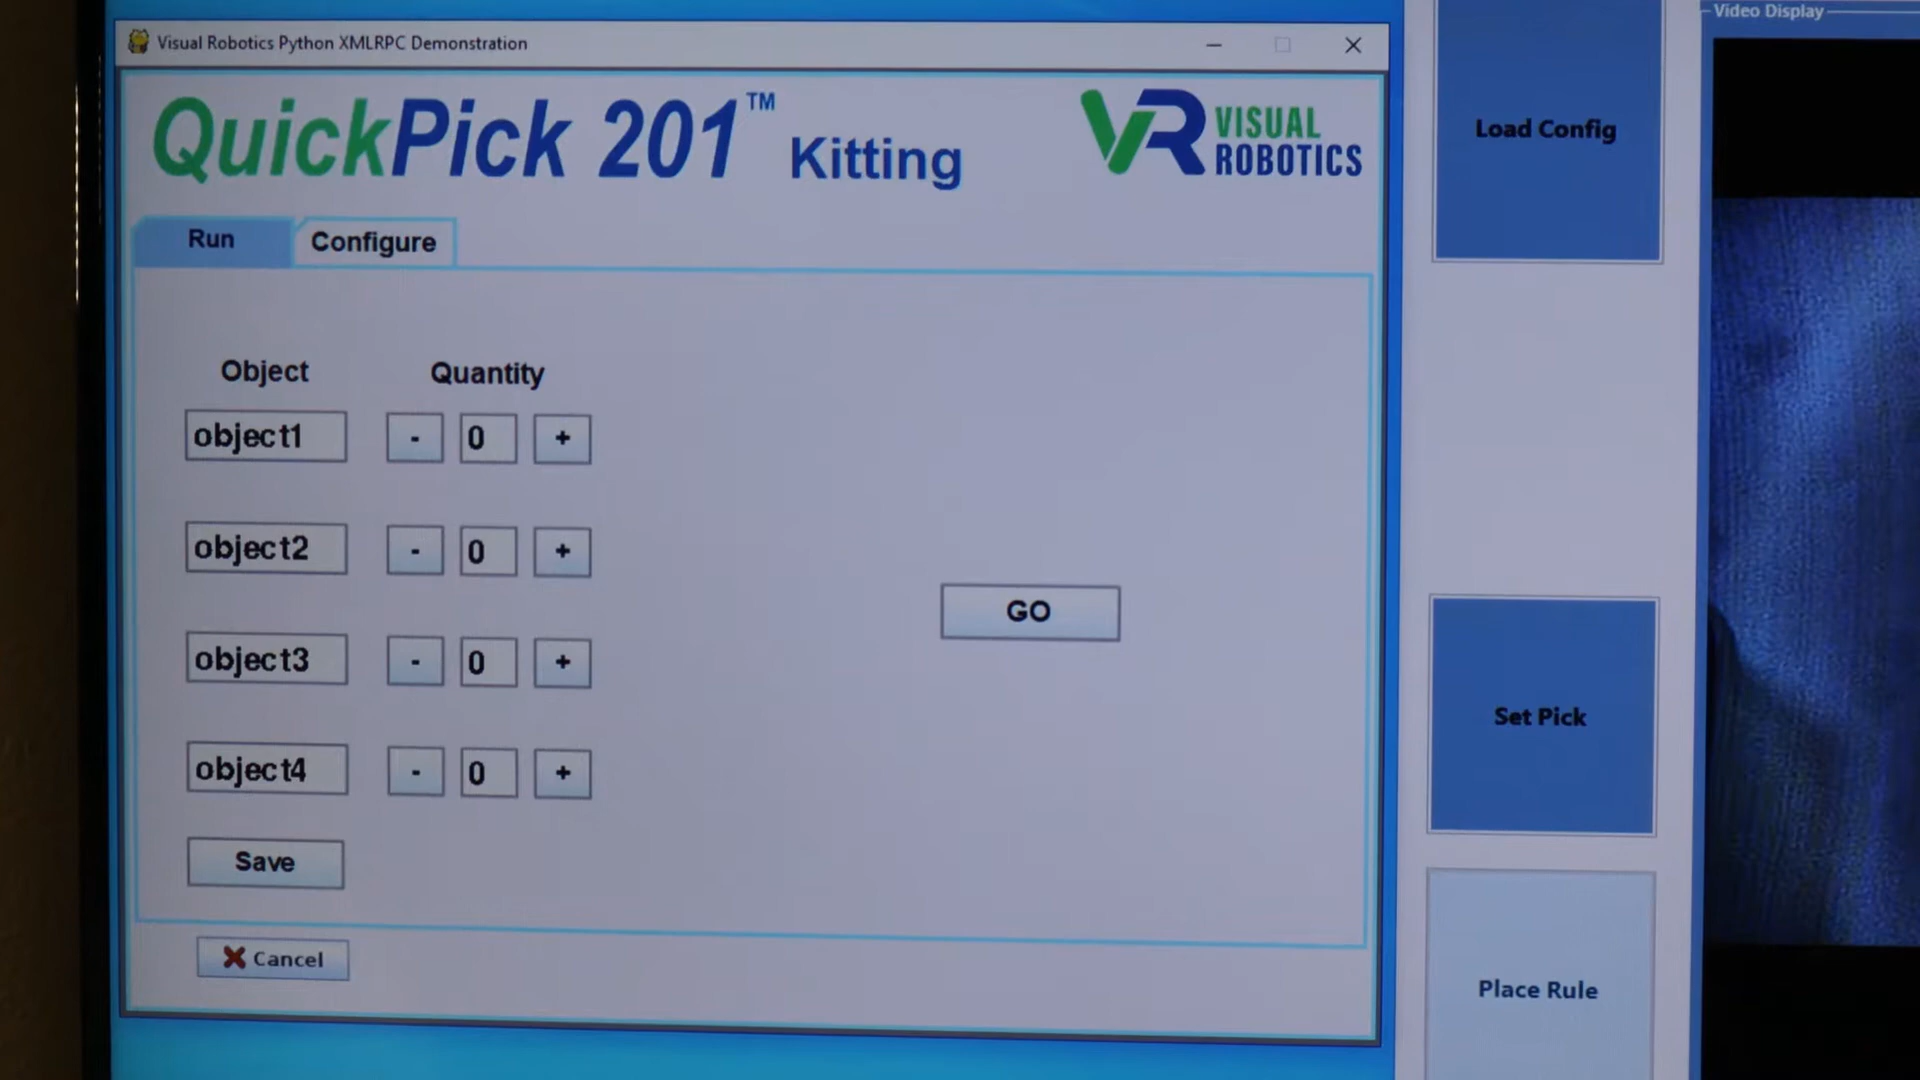 Visual Robotics Python XMLRPC Demonstration
QuickPick 201™ Kitting
VR VISUAL ROBOTICS
Run Configure
Object Quantity
object1 - 0 +
object2 - 0 +
GO
object3 - 0 +
object4 - 0 +
Save
Cancel
Load Config
Set Pick
Place Rule
Video Display